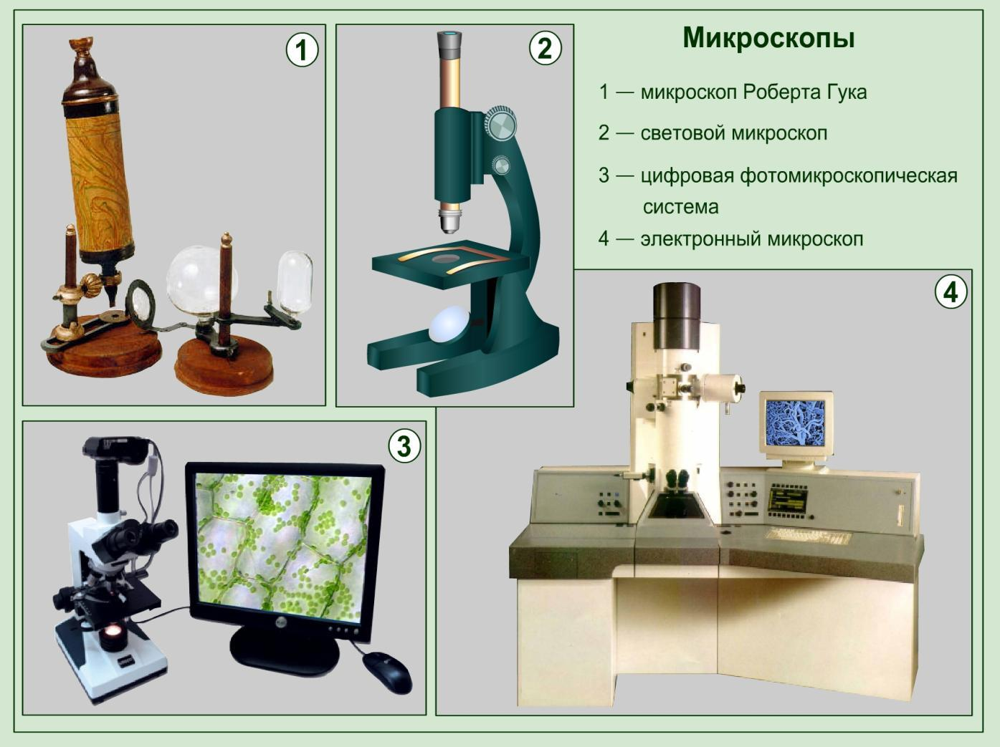 1
2
Микроскопы
1 — микроскоп Роберта Гука
2 — световой микроскоп
3 — цифровая фотомикроскопическая
система
4 — электронный микроскоп
3
4